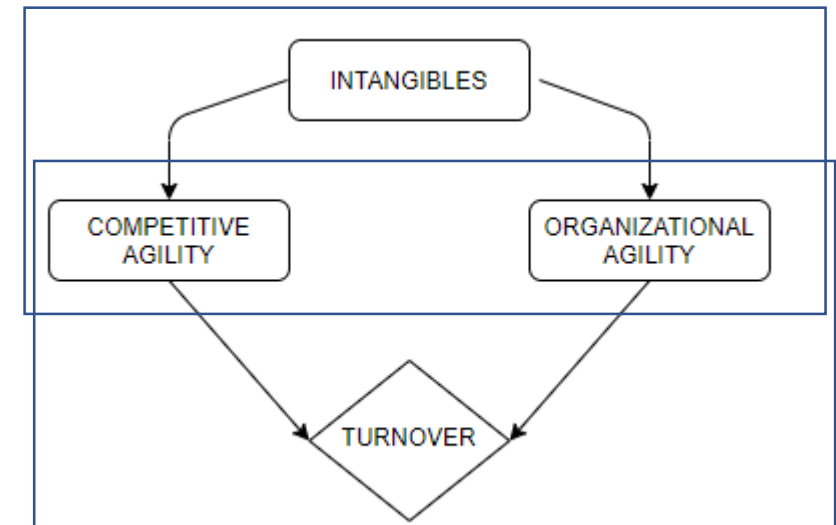 INTANGIBLES
COMPETITIVE
AGILITY
ORGANIZATIONAL
AGILITY
TURNOVER